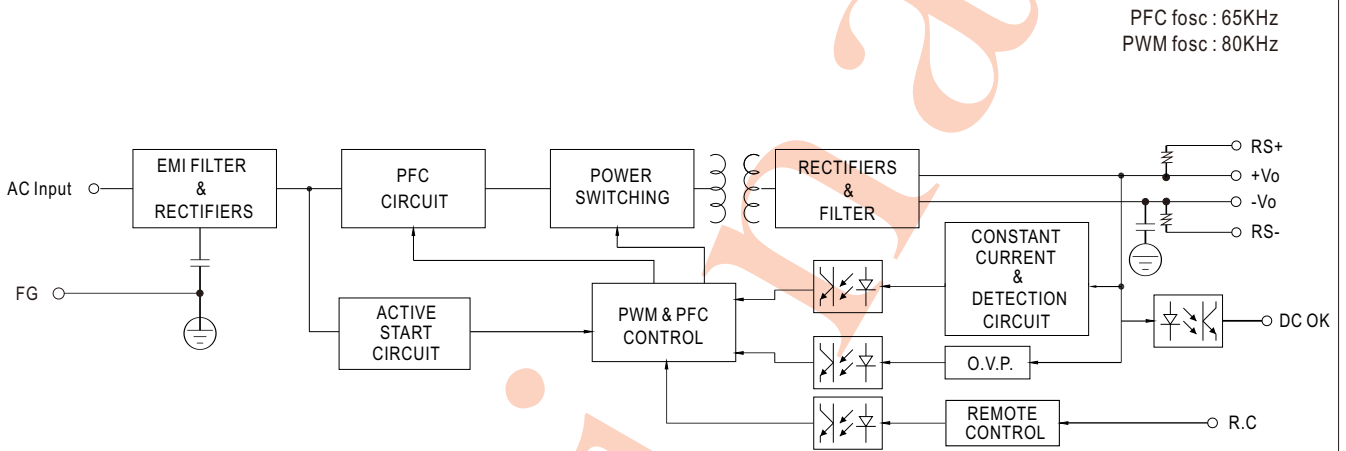 PFC fosc : 65KHz
PWM fosc : 80KHz
AC Input
EMI FILTER
&
RECTIFIERS
PFC
CIRCUIT
POWER
SWITCHING
RECTIFIERS
&
FILTER
RS+
+Vo
-Vo
RS-
FG
ACTIVE
START
CIRCUIT
PWM & PFC
CONTROL
CONSTANT
CURRENT
&
DETECTION
CIRCUIT
DC OK
O.V.P.
REMOTE
CONTROL
R.C